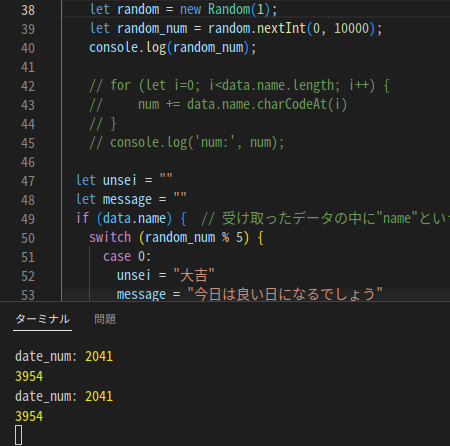 38 let random = new Random(1);
39 let random_num = random.nextInt(0, 10000);
40 console.log(random_num);
41
42 // for (let i=0; i<data.name.length; i++) {
43 //     num += data.name.charCodeAt(i)
44 // }
45 // console.log('num:', num);
46
47 let unsei = ""
48 let message = ""
49 if (data.name) {  // 受け取ったデータの中に"name"とい
50 switch (random_num % 5) {
51 case 0:
52 unsei = "大吉"
53 message = "今日は良い日になるでしょう"
ターミナル 問題
date_num: 2041
3954
date_num: 2041
3954